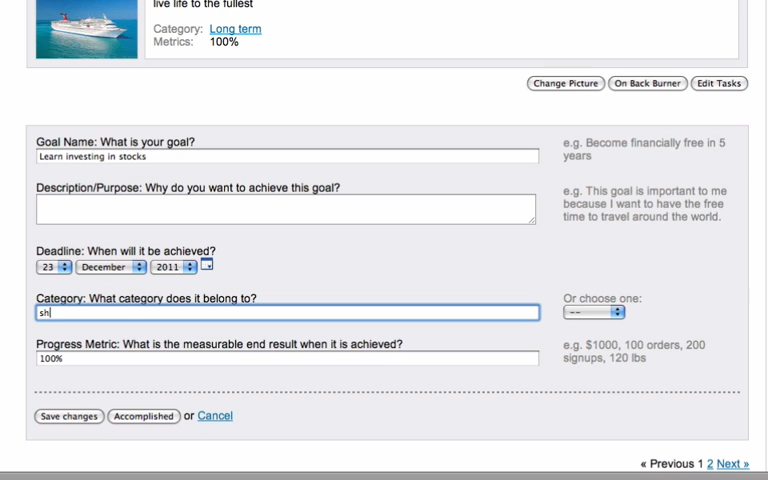 live life to the fullest
Category: Long term
Metrics: 100%
Change Picture On Back Burner Edit Tasks
Goal Name: What is your goal?
Learn investing in stocks
e.g. Become financially free in 5
years
Description/Purpose: Why do you want to achieve this goal?
e.g. This goal is important to me
because I want to have the free
time to travel around the world.
Deadline: When will it be achieved?
23 December 2011
Category: What category does it belong to?
sh
Or choose one:
--
Progress Metric: What is the measurable end result when it is achieved?
100%
e.g. $1000, 100 orders, 200
signups, 120 lbs
Save changes Accomplished or Cancel
« Previous 1 2 Next »